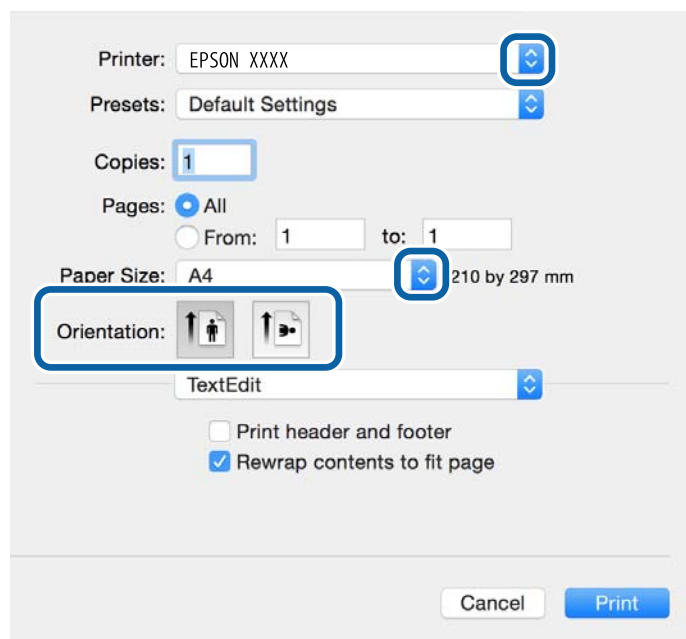 Printer: EPSON XXXX
Presets: Default Settings
Copies: 1
Pages: All
From: 1 to: 1
Paper Size: A4 210 by 297 mm
Orientation:
TextEdit
Print header and footer
Rewrap contents to fit page
Cancel Print